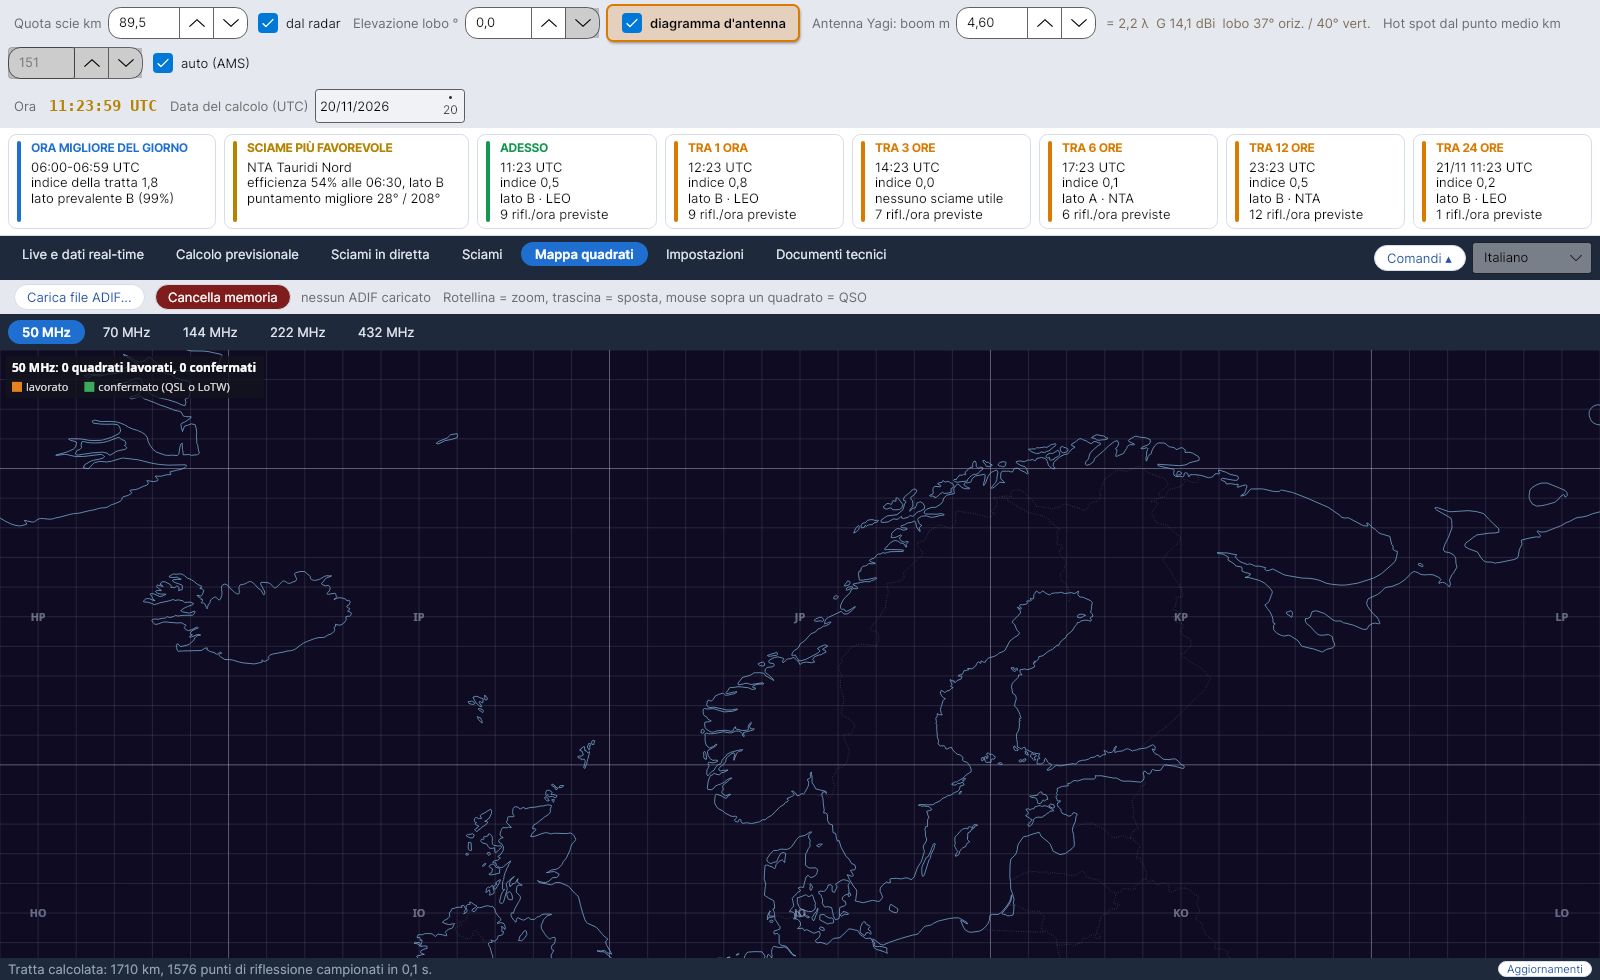 Quota scie km 89,5 dal radar Elevazione lobo ° 0,0 diagramma d'antenna Antenna Yagi: boom m 4,60 = 2,2 λ G 14,1 dBi lobo 37° oriz. / 40° vert. Hot spot dal punto medio km
151 auto (AMS)
Ora 11:23:59 UTC Data del calcolo (UTC) 20/11/2026 20
ORA MIGLIORE DEL GIORNO
06:00-06:59 UTC
indice della tratta 1,8
lato prevalente B (99%)
SCIAME PIÙ FAVOREVOLE
NTA Tauridi Nord
efficienza 54% alle 06:30, lato B
puntamento migliore 28° / 208°
ADESSO
11:23 UTC
indice 0,5
lato B · LEO
9 rifl./ora previste
TRA 1 ORA
12:23 UTC
indice 0,8
lato B · LEO
9 rifl./ora previste
TRA 3 ORE
14:23 UTC
indice 0,0
nessuno sciame utile
7 rifl./ora previste
TRA 6 ORE
17:23 UTC
indice 0,1
lato A · NTA
6 rifl./ora previste
TRA 12 ORE
23:23 UTC
indice 0,5
lato B · NTA
12 rifl./ora previste
TRA 24 ORE
21/11 11:23 UTC
indice 0,2
lato B · LEO
1 rifl./ora previste
Live e dati real-time Calcolo previsionale Sciami in diretta Sciami Mappa quadrati Impostazioni Documenti tecnici Comandi ▴ Italiano
Carica file ADIF... Cancella memoria nessun ADIF caricato Rotellina = zoom, trascina = sposta, mouse sopra un quadrato = QSO
50 MHz 70 MHz 144 MHz 222 MHz 432 MHz
50 MHz: 0 quadrati lavorati, 0 confermati
lavorato confermato (QSL o LoTW)
HP IP JP KP LP
HO IO JO KO LO
Tratta calcolata: 1710 km, 1576 punti di riflessione campionati in 0,1 s. Aggiornamenti